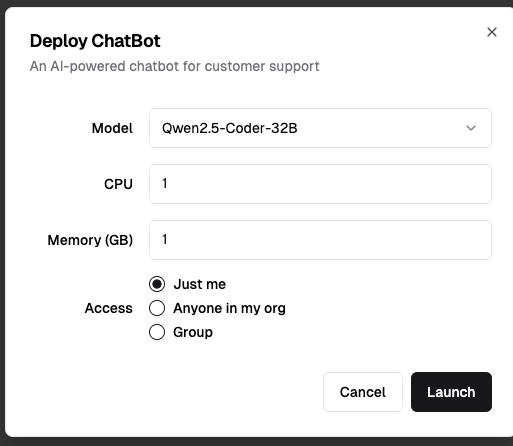 Deploy ChatBot
An AI-powered chatbot for customer support
Model Qwen2.5-Coder-32B
CPU 1
Memory (GB) 1
Just me
Access Anyone in my org
Group
Cancel Launch